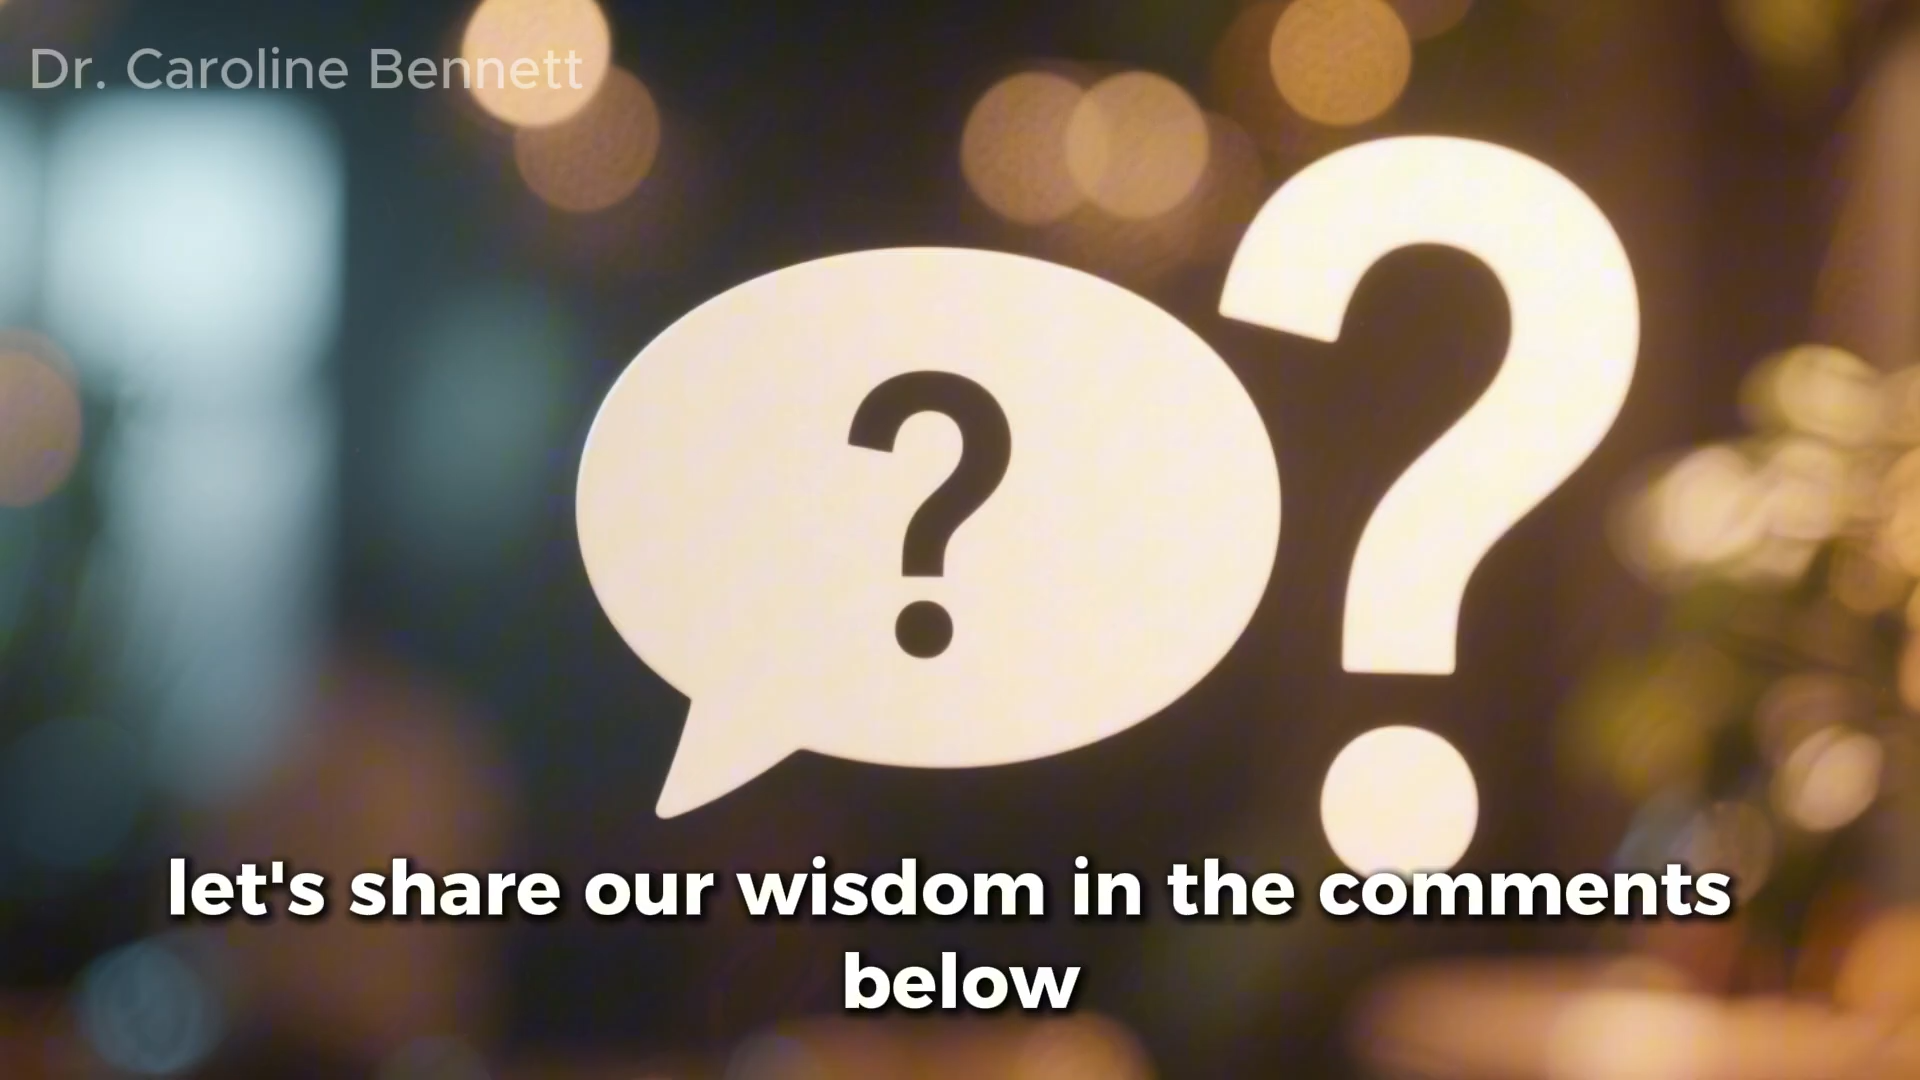 Dr. Caroline Bennett
?
?
let's share our wisdom in the comments
below